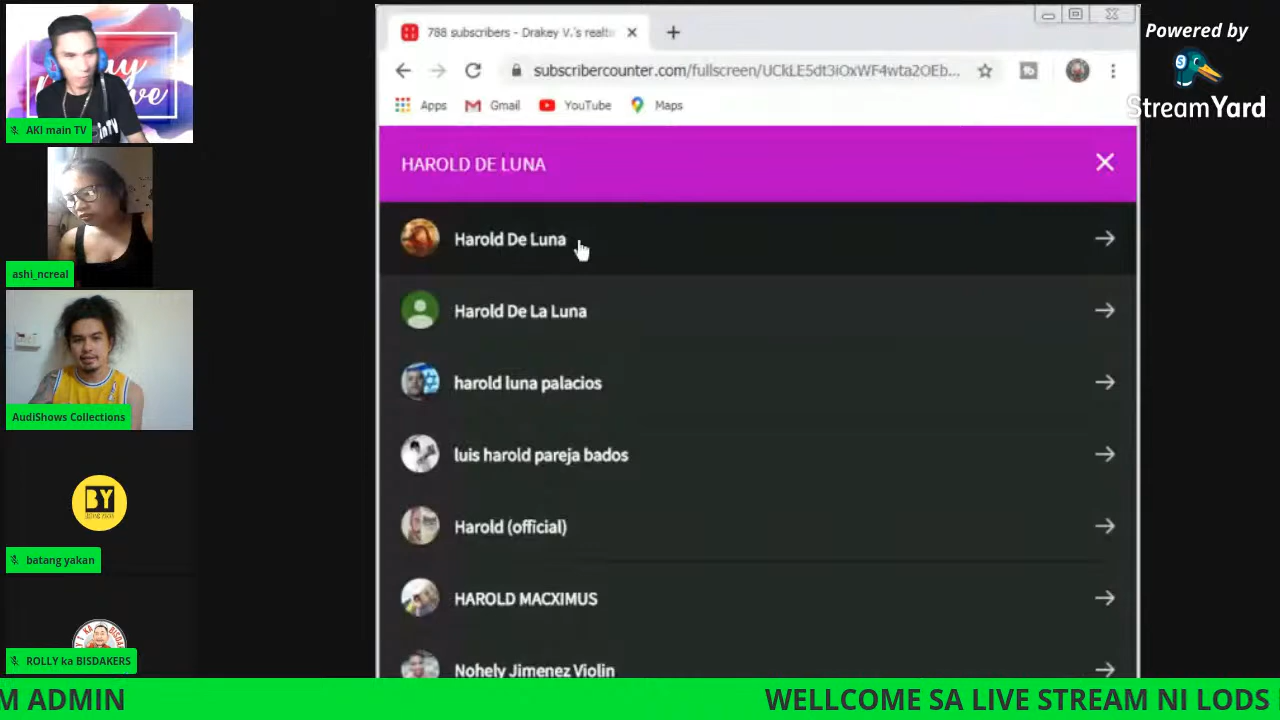 AKI main TV
ashi_ncreal
AudiShows Collections
BY
batang yakan
ROLLY ka BISDAKERS
788 subscribers - Drakey V.'s realti
subscribercounter.com/fullscreen/UCkLE5dt3iOxWF4wta2OEb...
Apps
Gmail
YouTube
Maps
HAROLD DE LUNA
Harold De Luna
Harold De La Luna
harold luna palacios
luis harold pareja bados
Harold (official)
HAROLD MACXIMUS
Nohely Jimenez Violin
Powered by
StreamYard
M ADMIN
WELLCOME SA LIVE STREAM NI LODS